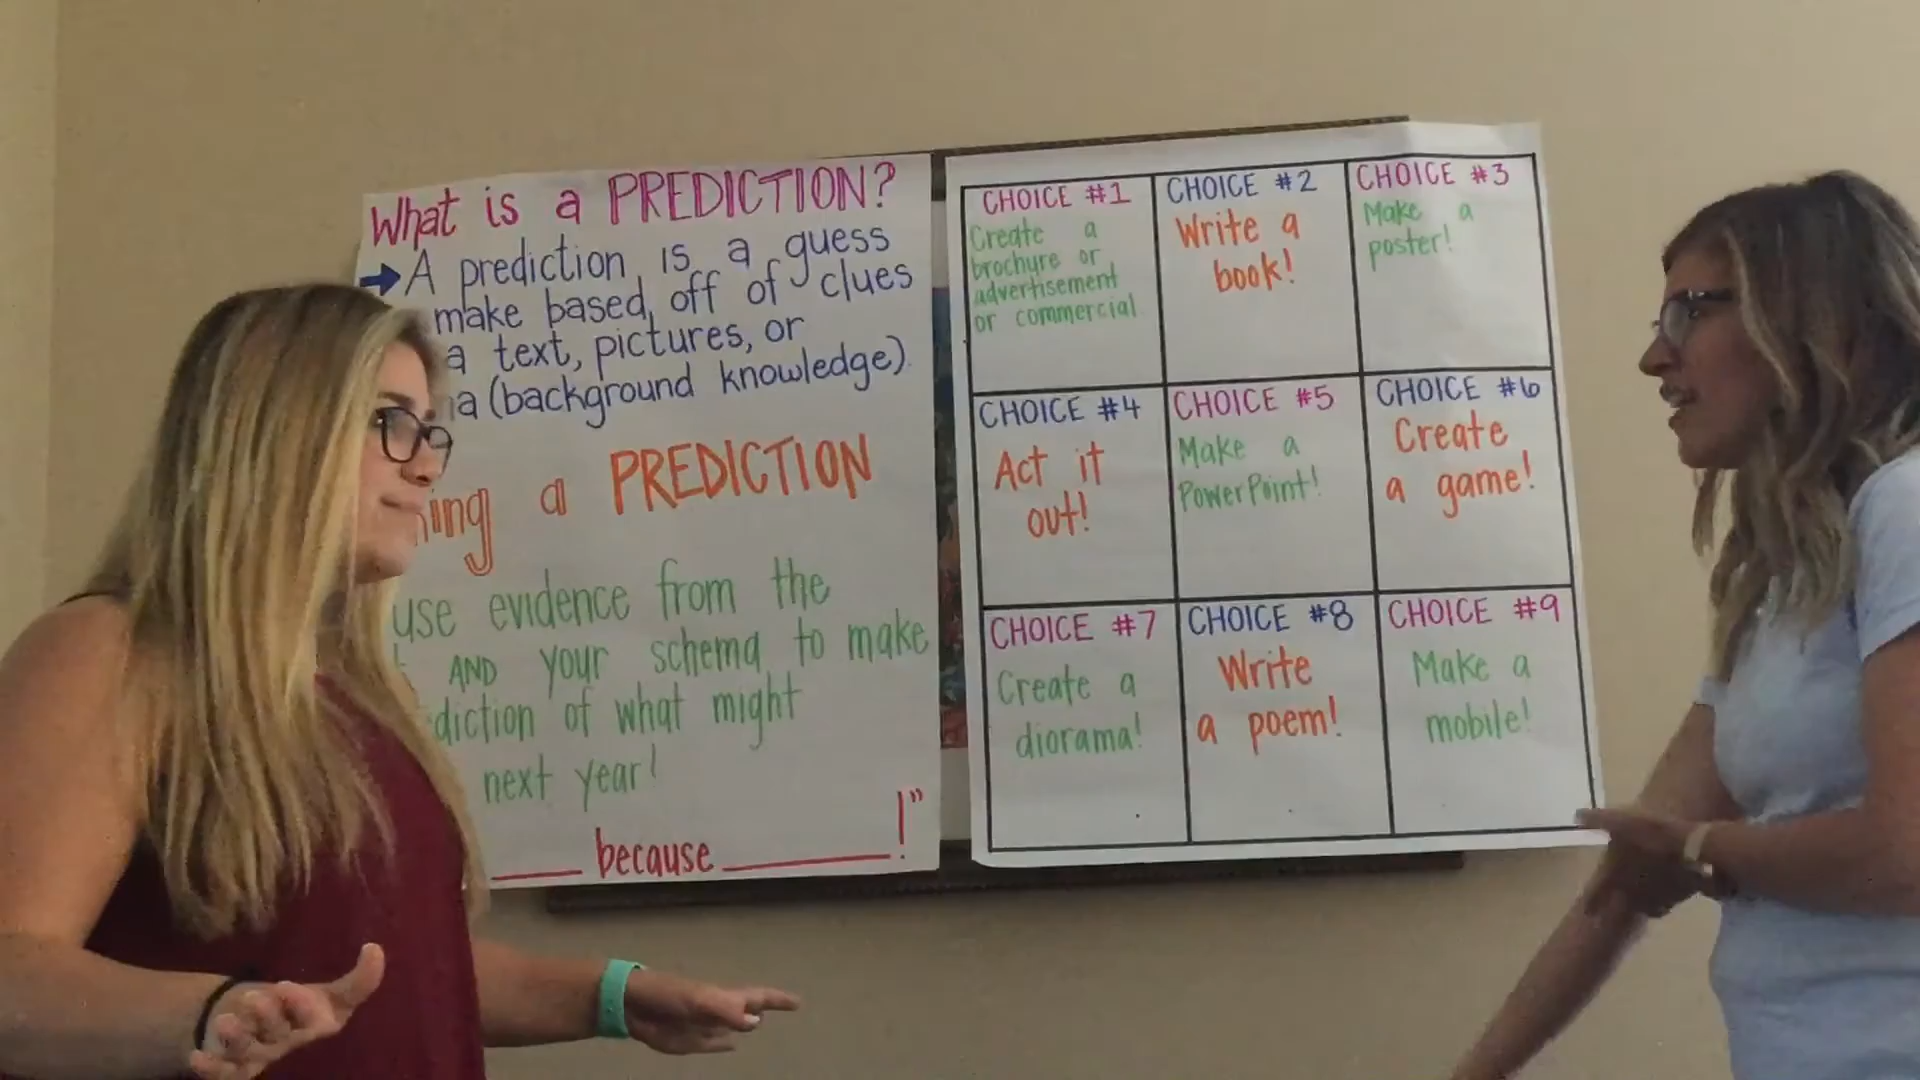 What is a PREDICTION?
A prediction is a guess
make based off of clues
a text, pictures, or
(background knowledge).
a PREDICTION
use evidence from the
AND your schema to make
of what might
next year!
because !”
CHOICE #1
Create a
brochure or
advertisement
or commercial
CHOICE #2
Write a
book!
CHOICE #3
Make a
poster!
CHOICE #4
Act it
out!
CHOICE #5
Make a
PowerPoint!
CHOICE #6
Create
a game!
CHOICE #7
Create a
diorama!
CHOICE #8
Write
a poem!
CHOICE #9
Make a
mobile!